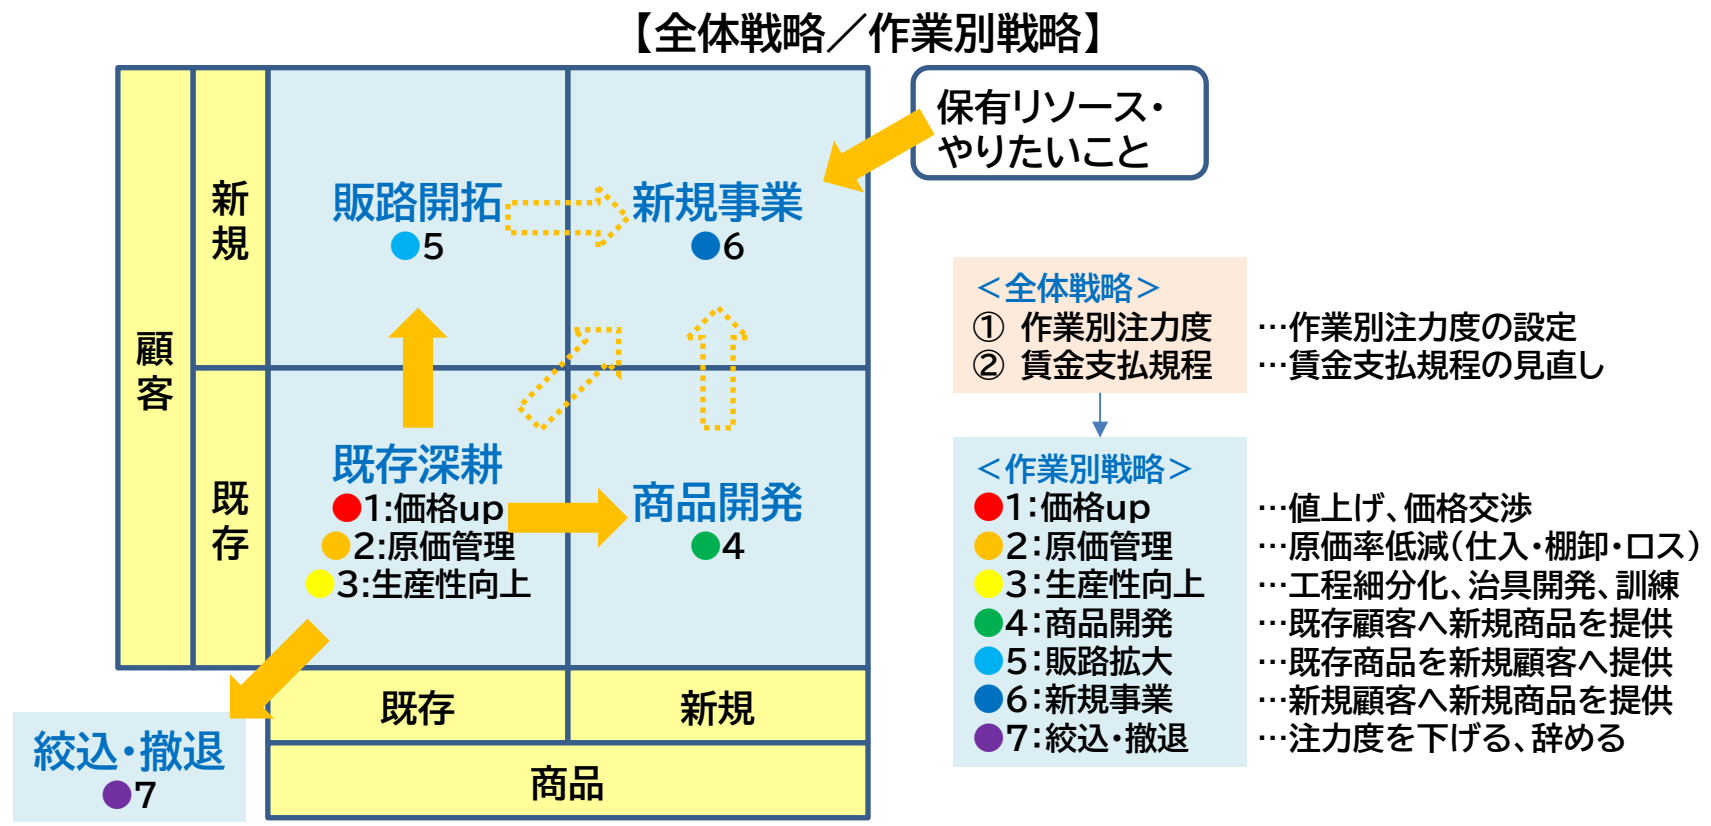 【全体戦略／作業別戦略】
保有リソース・
やりたいこと
顧客
新規
販路開拓
●5
新規事業
●6
既存
既存深耕
●1:価格up
●2:原価管理
●3:生産性向上
商品開発
●4
既存
新規
商品
絞込・撤退
●7
＜全体戦略＞
① 作業別注力度 …作業別注力度の設定
② 賃金支払規程 …賃金支払規程の見直し
＜作業別戦略＞
●1：価格up …値上げ、価格交渉
●2：原価管理 …原価率低減（仕入・棚卸・ロス）
●3：生産性向上 …工程細分化、治具開発、訓練
●4：商品開発 …既存顧客へ新規商品を提供
●5：販路拡大 …既存商品を新規顧客へ提供
●6：新規事業 …新規顧客へ新規商品を提供
●7：絞込・撤退 …注力度を下げる、辞める